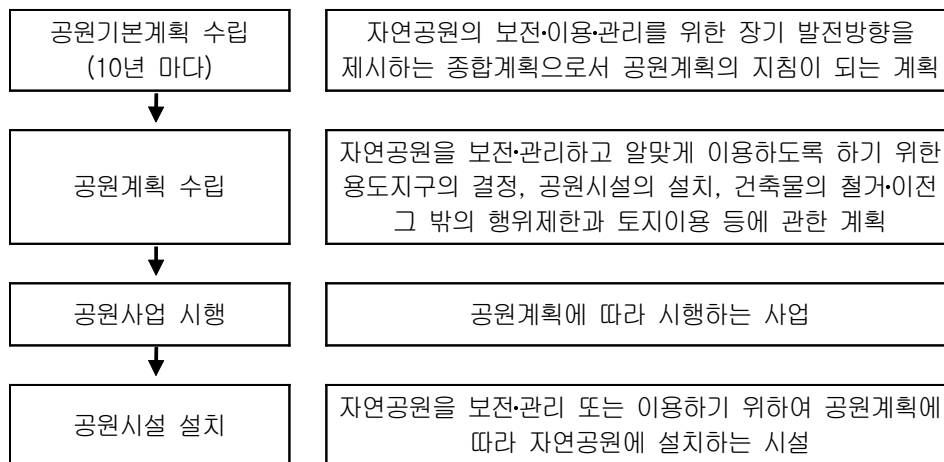 공원기본계획 수립
(10년 마다)
자연공원의 보전·이용·관리를 위한 장기 발전방향을
제시하는 종합계획으로서 공원계획의 지침이 되는 계획
공원계획 수립
자연공원을 보전·관리하고 알맞게 이용하도록 하기 위한
용도지구의 결정, 공원시설의 설치, 건축물의 철거·이전
그 밖의 행위제한과 토지이용 등에 관한 계획
공원사업 시행
공원계획에 따라 시행하는 사업
공원시설 설치
자연공원을 보전·관리 또는 이용하기 위하여 공원계획에
따라 자연공원에 설치하는 시설